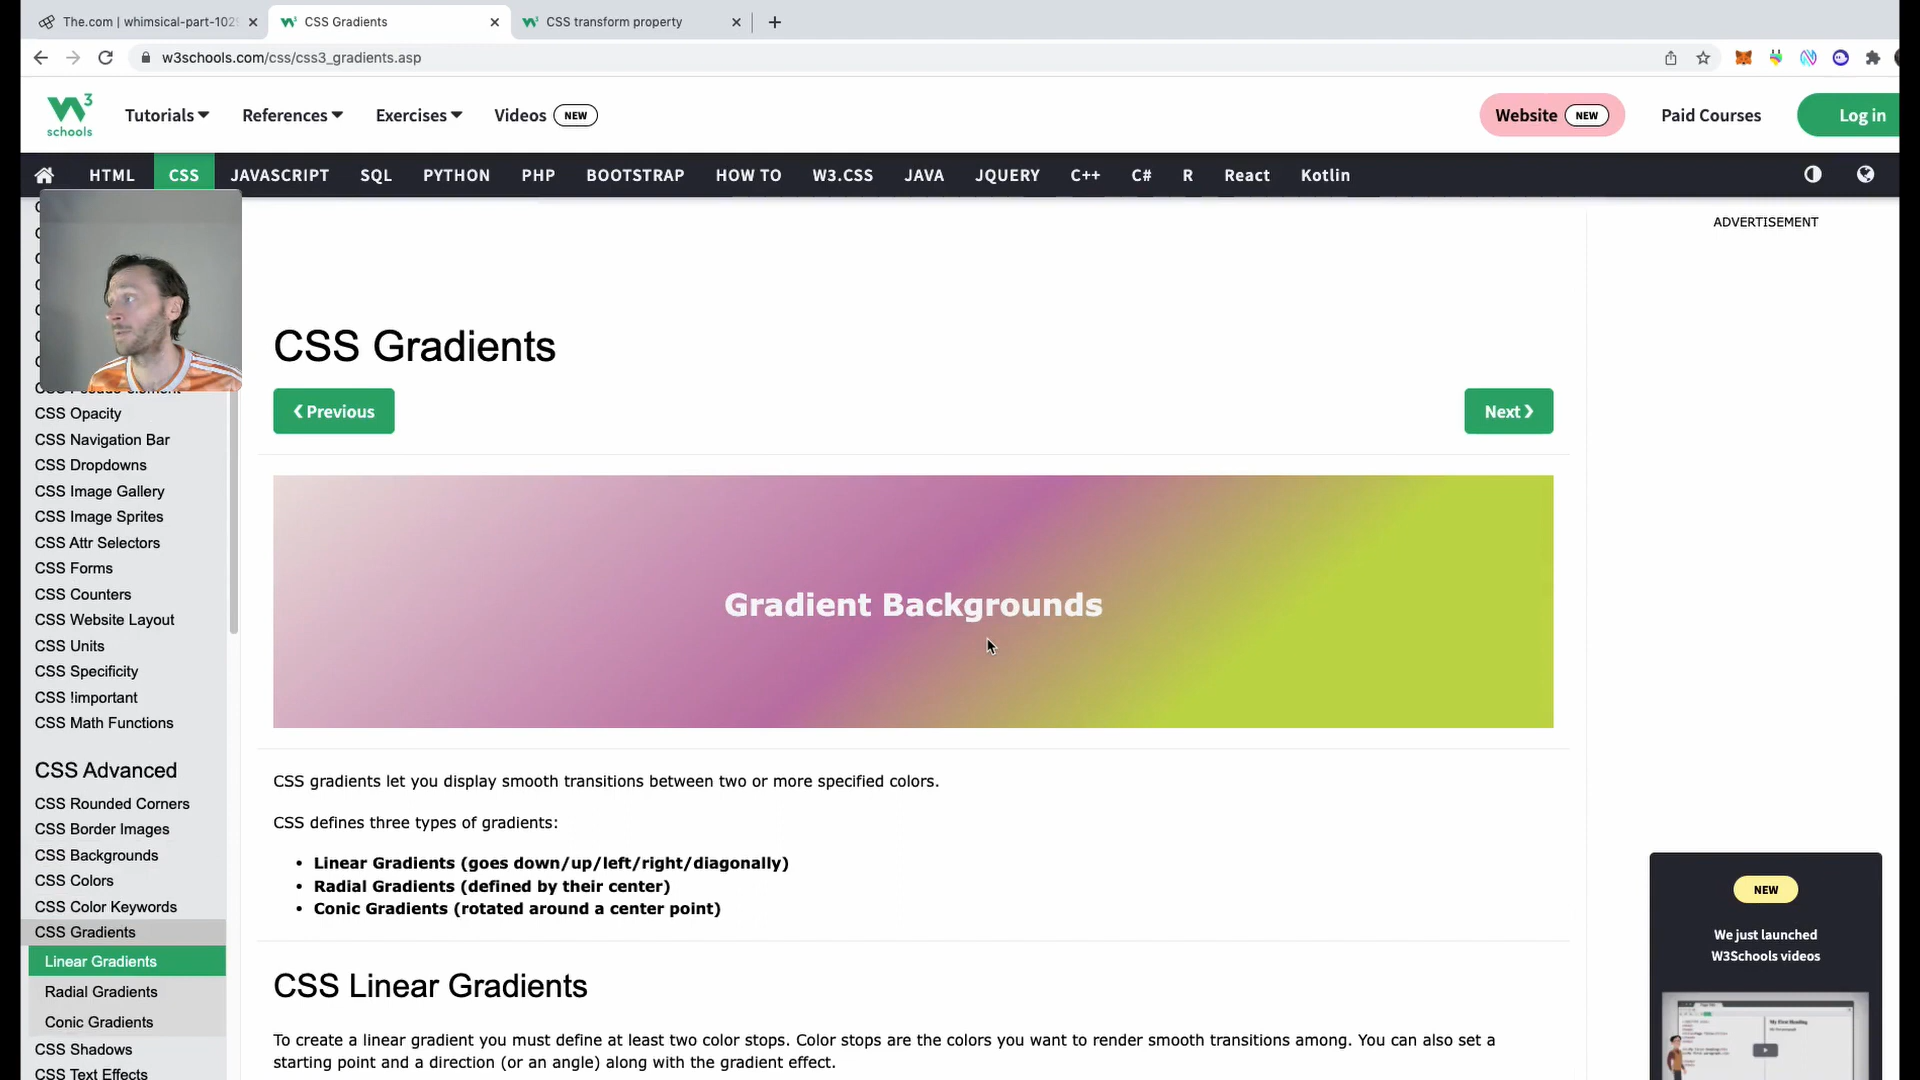 The.com | whimsical-part-102
CSS Gradients
CSS transform property
w3schools.com/css/css3_gradients.asp
W3
schools
Tutorials
References
Exercises
Videos NEW
Website NEW
Paid Courses
Log in
HTML
CSS
JAVASCRIPT
SQL
PYTHON
PHP
BOOTSTRAP
HOW TO
W3.CSS
JAVA
JQUERY
C++
C#
R
React
Kotlin
CSS Opacity
CSS Navigation Bar
CSS Dropdowns
CSS Image Gallery
CSS Image Sprites
CSS Attr Selectors
CSS Forms
CSS Counters
CSS Website Layout
CSS Units
CSS Specificity
CSS !important
CSS Math Functions
CSS Advanced
CSS Rounded Corners
CSS Border Images
CSS Backgrounds
CSS Colors
CSS Color Keywords
CSS Gradients
Linear Gradients
Radial Gradients
Conic Gradients
CSS Shadows
CSS Text Effects
CSS Gradients
❮ Previous
Next ❯
Gradient Backgrounds
CSS gradients let you display smooth transitions between two or more specified colors.
CSS defines three types of gradients:
• Linear Gradients (goes down/up/left/right/diagonally)
• Radial Gradients (defined by their center)
• Conic Gradients (rotated around a center point)
CSS Linear Gradients
To create a linear gradient you must define at least two color stops. Color stops are the colors you want to render smooth transitions among. You can also set a
starting point and a direction (or an angle) along with the gradient effect.
ADVERTISEMENT
NEW
We just launched
W3Schools videos